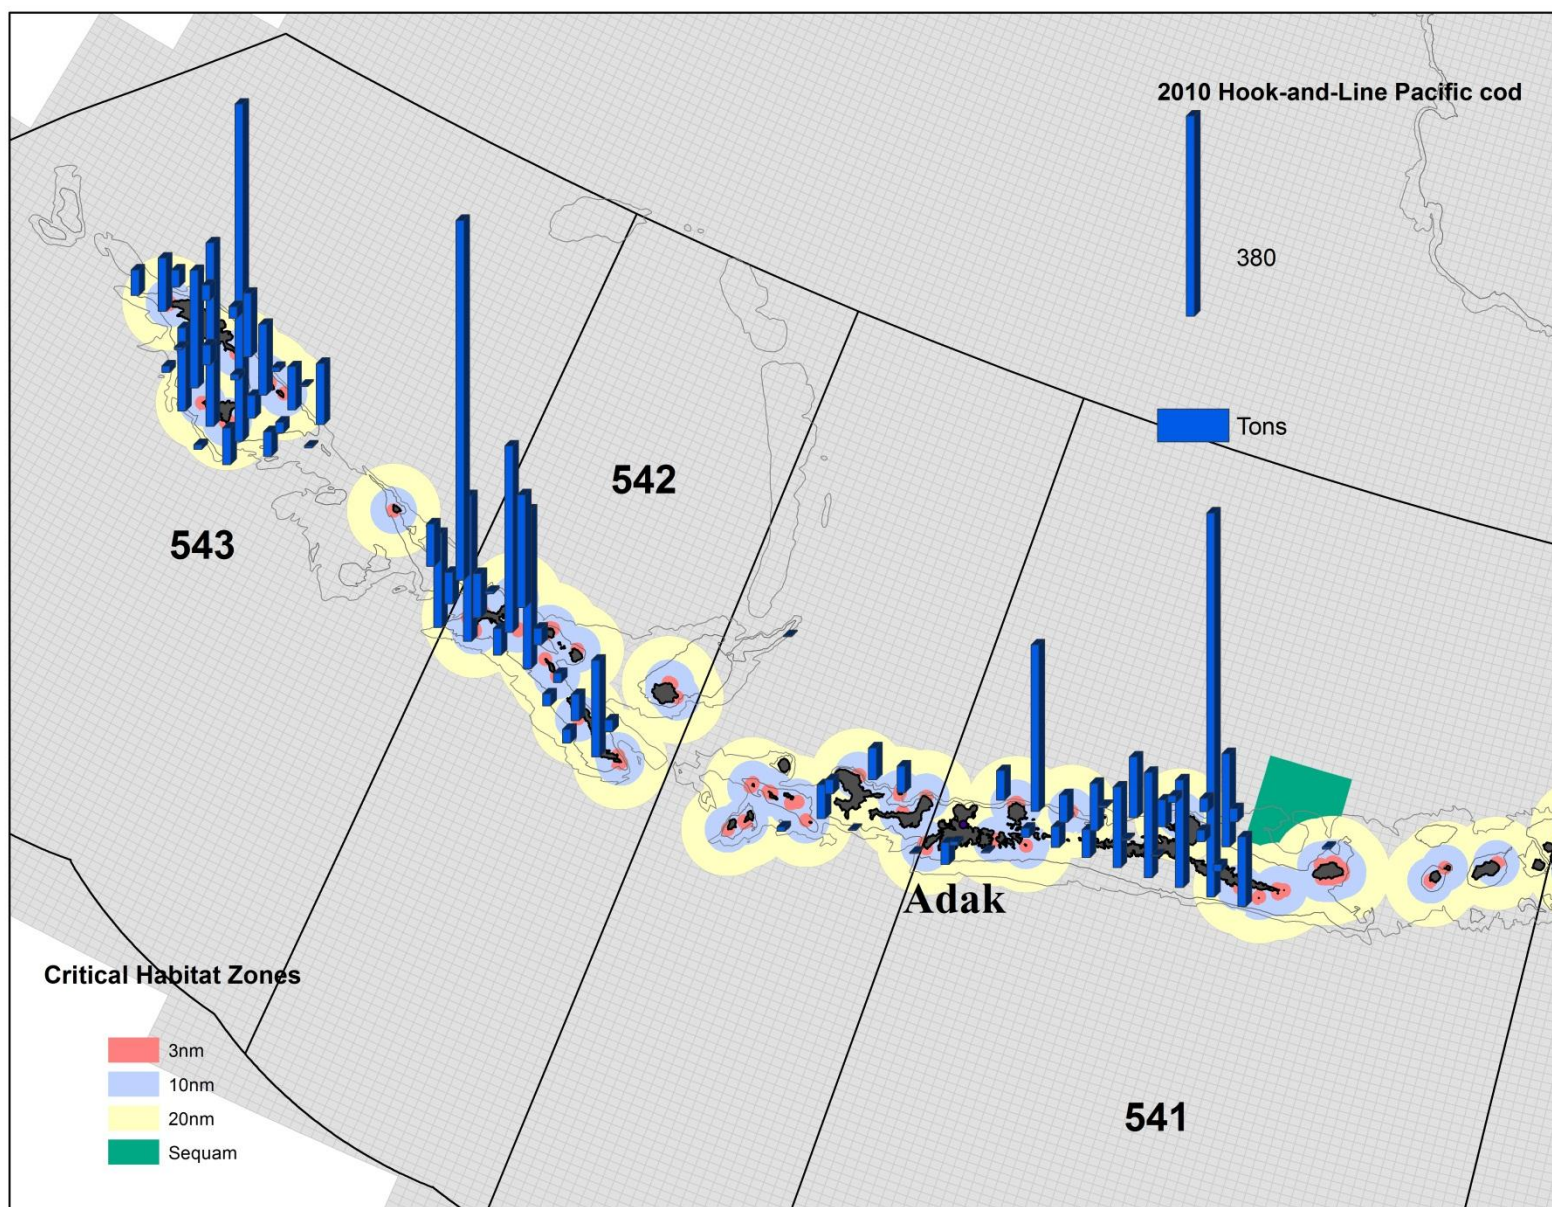 2010 Hook-and-Line Pacific cod
380
Tons
542
543
Adak
541
Critical Habitat Zones
3nm
10nm
20nm
Sequam